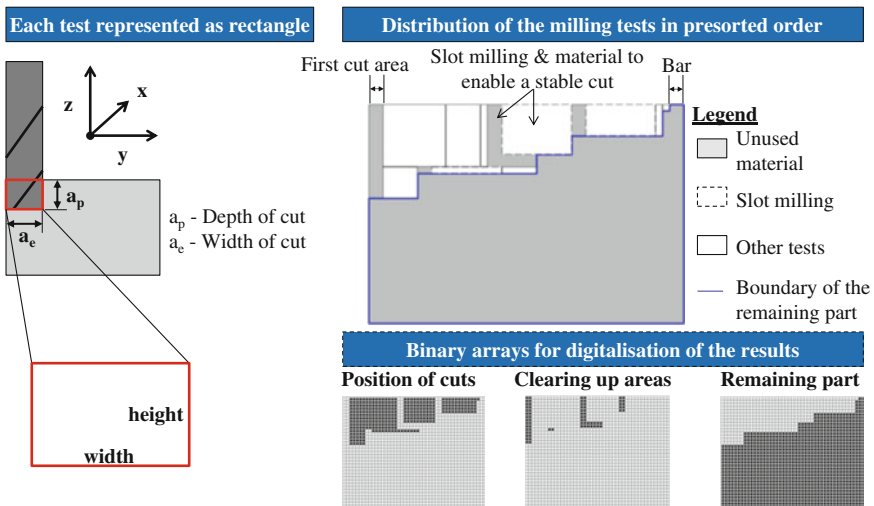 Each test represented as rectangle
z
x
y
a_p
a_e
a_p - Depth of cut
a_e - Width of cut
height
width
Distribution of the milling tests in presorted order
First cut area
Slot milling & material to
enable a stable cut
Bar
Legend
Unused
material
Slot milling
Other tests
Boundary of the
remaining part
Binary arrays for digitalisation of the results
Position of cuts
Clearing up areas
Remaining part